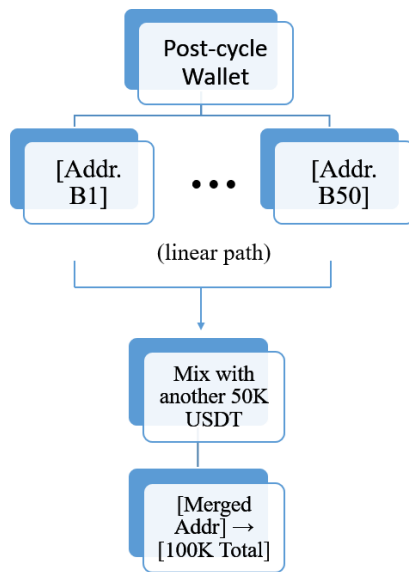 Post-cycle
Wallet
[Addr.
B1]
•••
[Addr.
B50]
(linear path)
Mix with
another 50K
USDT
[Merged
Addr] →
[100K Total]